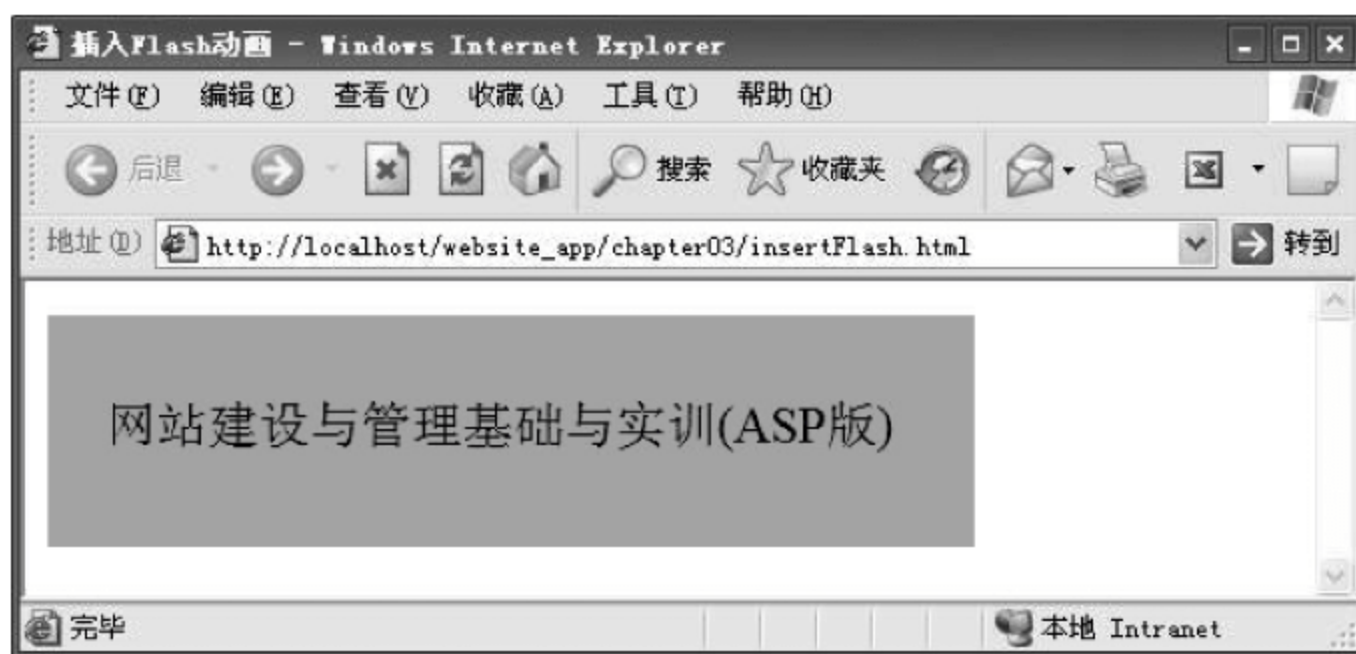 插入Flash动画 - Windows Internet Explorer
文件(F) 编辑(E) 查看(V) 收藏(A) 工具(T) 帮助(H)
后退 搜索 收藏夹
地址(D) http://localhost/website_app/chapter03/insertFlash.html 转到
网站建设与管理基础与实训(ASP版)
完毕 本地 Intranet